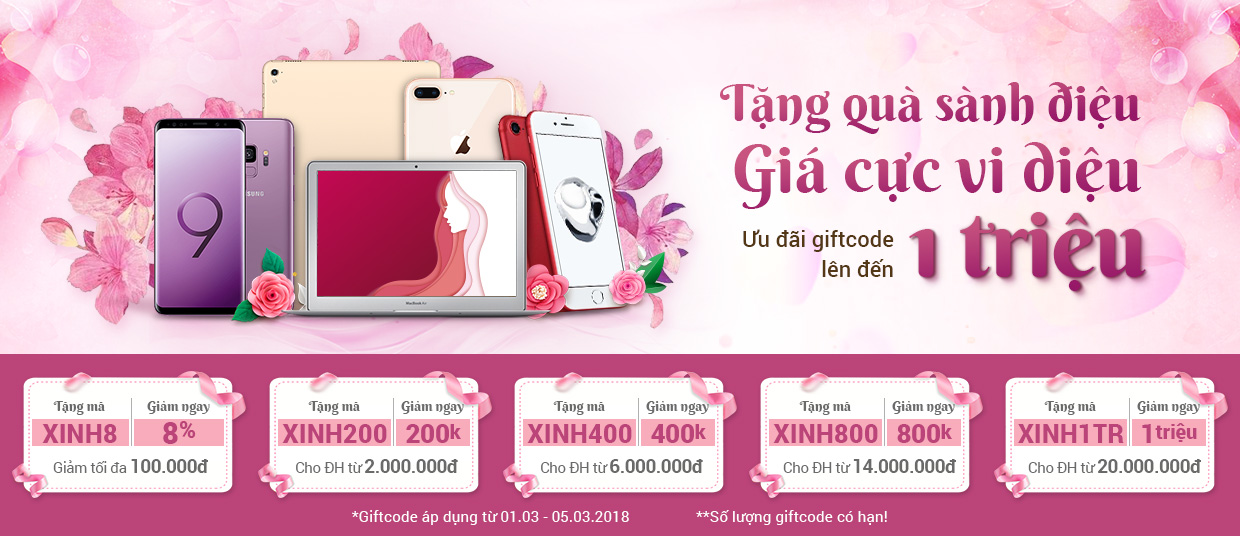 Tặng quà sành điệu
Giá cực vi diệu
Ưu đãi giftcode
lên đến
1 triệu
9
SAMSUNG
MacBook Air
Tặng mã
Giảm ngay
XINH8
8%
Giảm tối đa 100.000đ
Tặng mã
Giảm ngay
XINH200
200k
Cho ĐH từ 2.000.000đ
Tặng mã
Giảm ngay
XINH400
400k
Cho ĐH từ 6.000.000đ
Tặng mã
Giảm ngay
XINH800
800k
Cho ĐH từ 14.000.000đ
Tặng mã
Giảm ngay
XINH1TR
1 triệu
Cho ĐH từ 20.000.000đ
*Giftcode áp dụng từ 01.03 - 05.03.2018
**Số lượng giftcode có hạn!